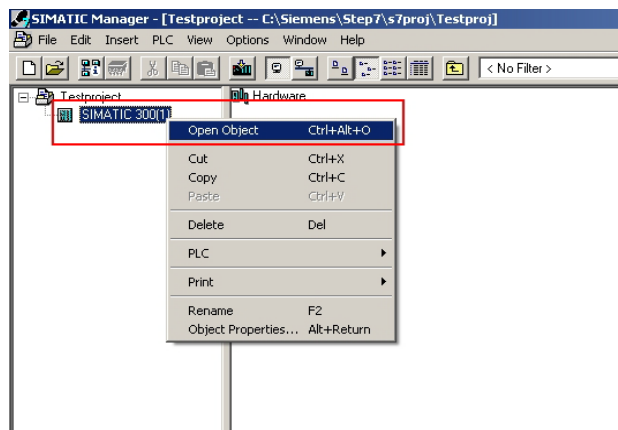 SIMATIC Manager - [Testproject -- C:\Siemens\Step7\s7proj\Testproj]
File Edit Insert PLC View Options Window Help
< No Filter >
Testproject
Hardware
SIMATIC 300(1)
Open Object Ctrl+Alt+O
Cut Ctrl+X
Copy Ctrl+C
Paste Ctrl+V
Delete Del
PLC
Print
Rename F2
Object Properties... Alt+Return